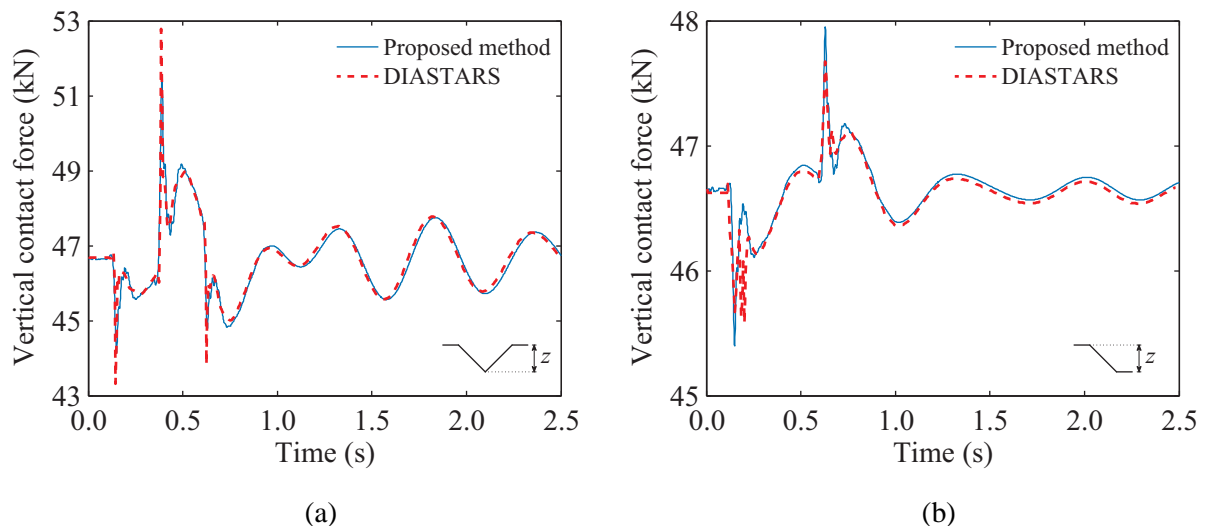 Vertical contact force (kN)
53
51
49
47
45
43
0.0 0.5 1.0 1.5 2.0 2.5
Time (s)
Proposed method
DIASTARS
z
(a)
Vertical contact force (kN)
48
47
46
45
0.0 0.5 1.0 1.5 2.0 2.5
Time (s)
Proposed method
DIASTARS
z
(b)